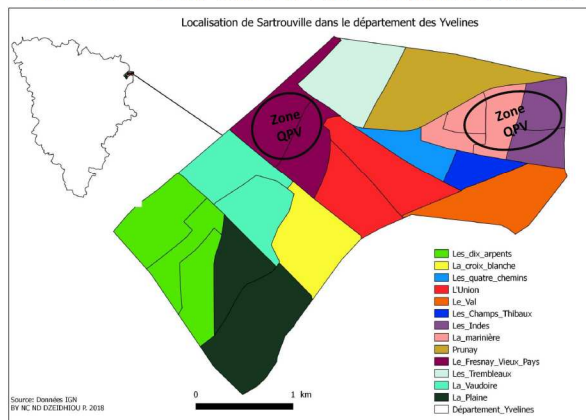 Localisation de Sartrouville dans le département des Yvelines
Zone
QPV
Zone
QPV
Les_dix_arpents
La_croix_blanche
Les_quatre_chemins
L'Union
Le_Val
Les_Champs_Thibaux
Les_Indes
La_marinière
Prunay
Le_Fresnay_Vieux_Pays
Les_Trembleaux
La_Vaudoire
La_Plaine
Département_Yvelines
Source: Données IGN
BY NC ND DZEIDHIOU P. 2018
0 1 km